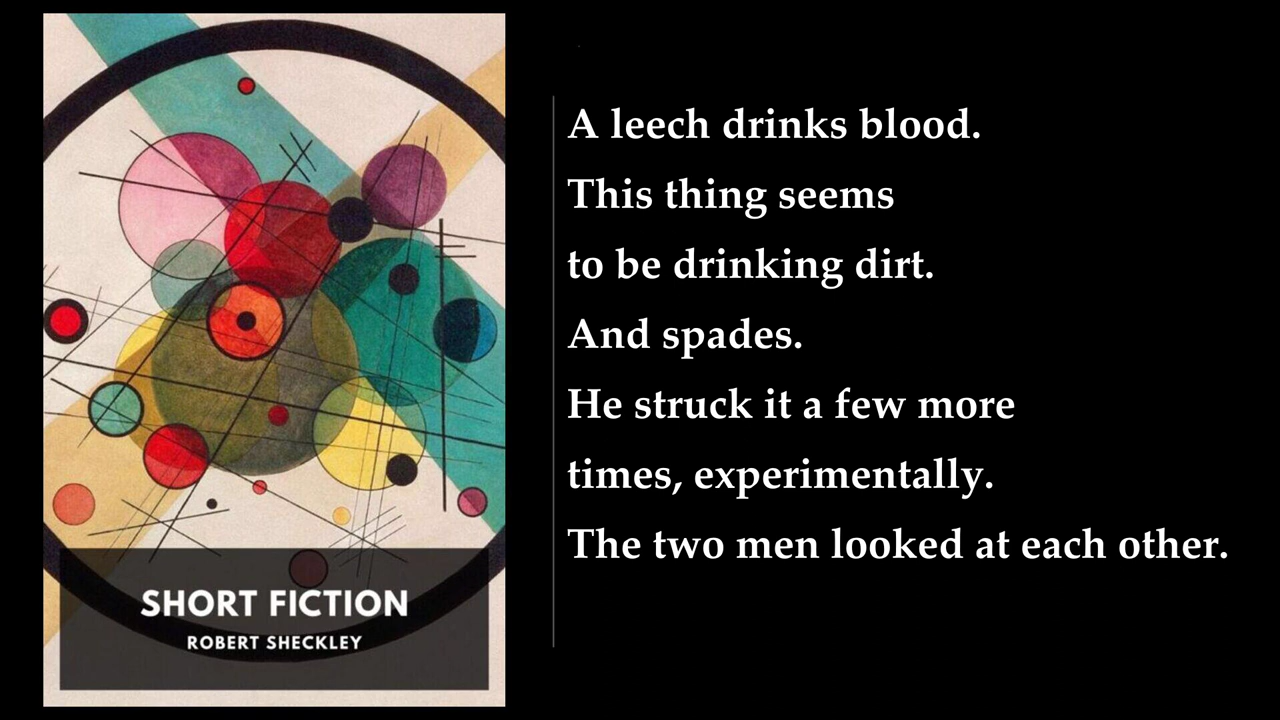 A leech drinks blood.
This thing seems
to be drinking dirt.
And spades.
He struck it a few more
times, experimentally.
The two men looked at each other.
SHORT FICTION
ROBERT SHECKLEY